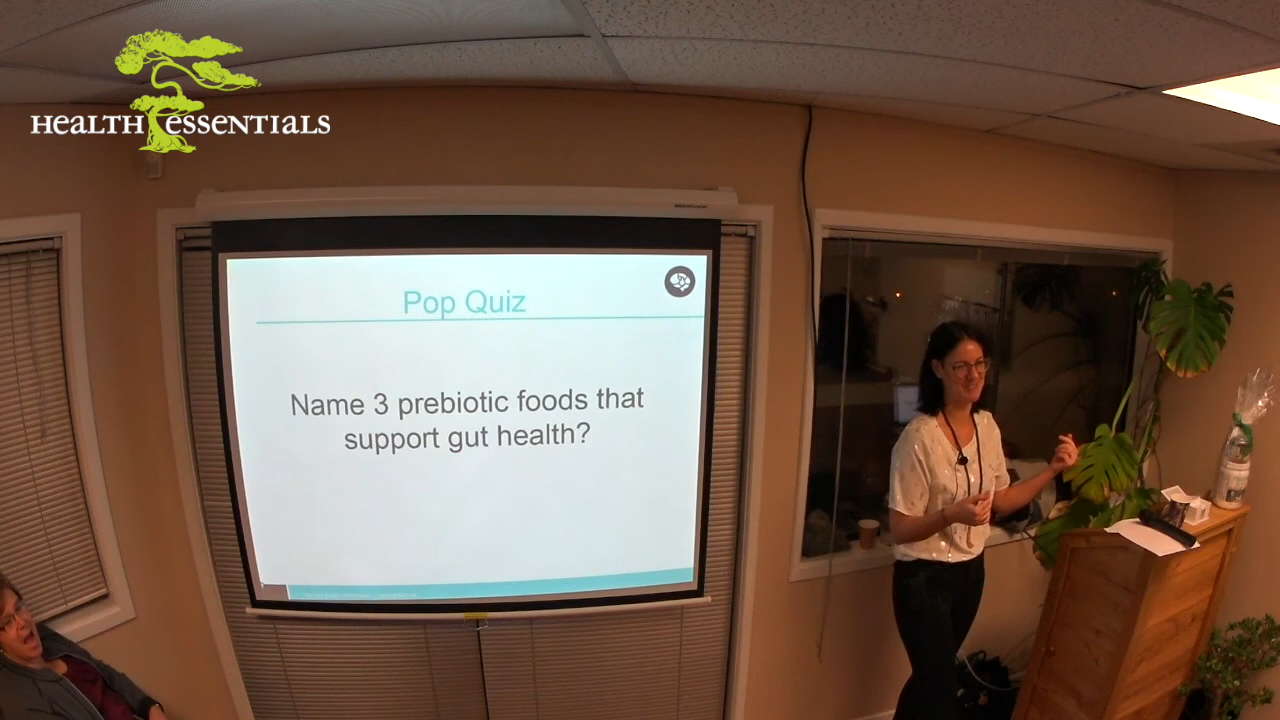 HEALTH ESSENTIALS
Pop Quiz
Name 3 prebiotic foods that
support gut health?